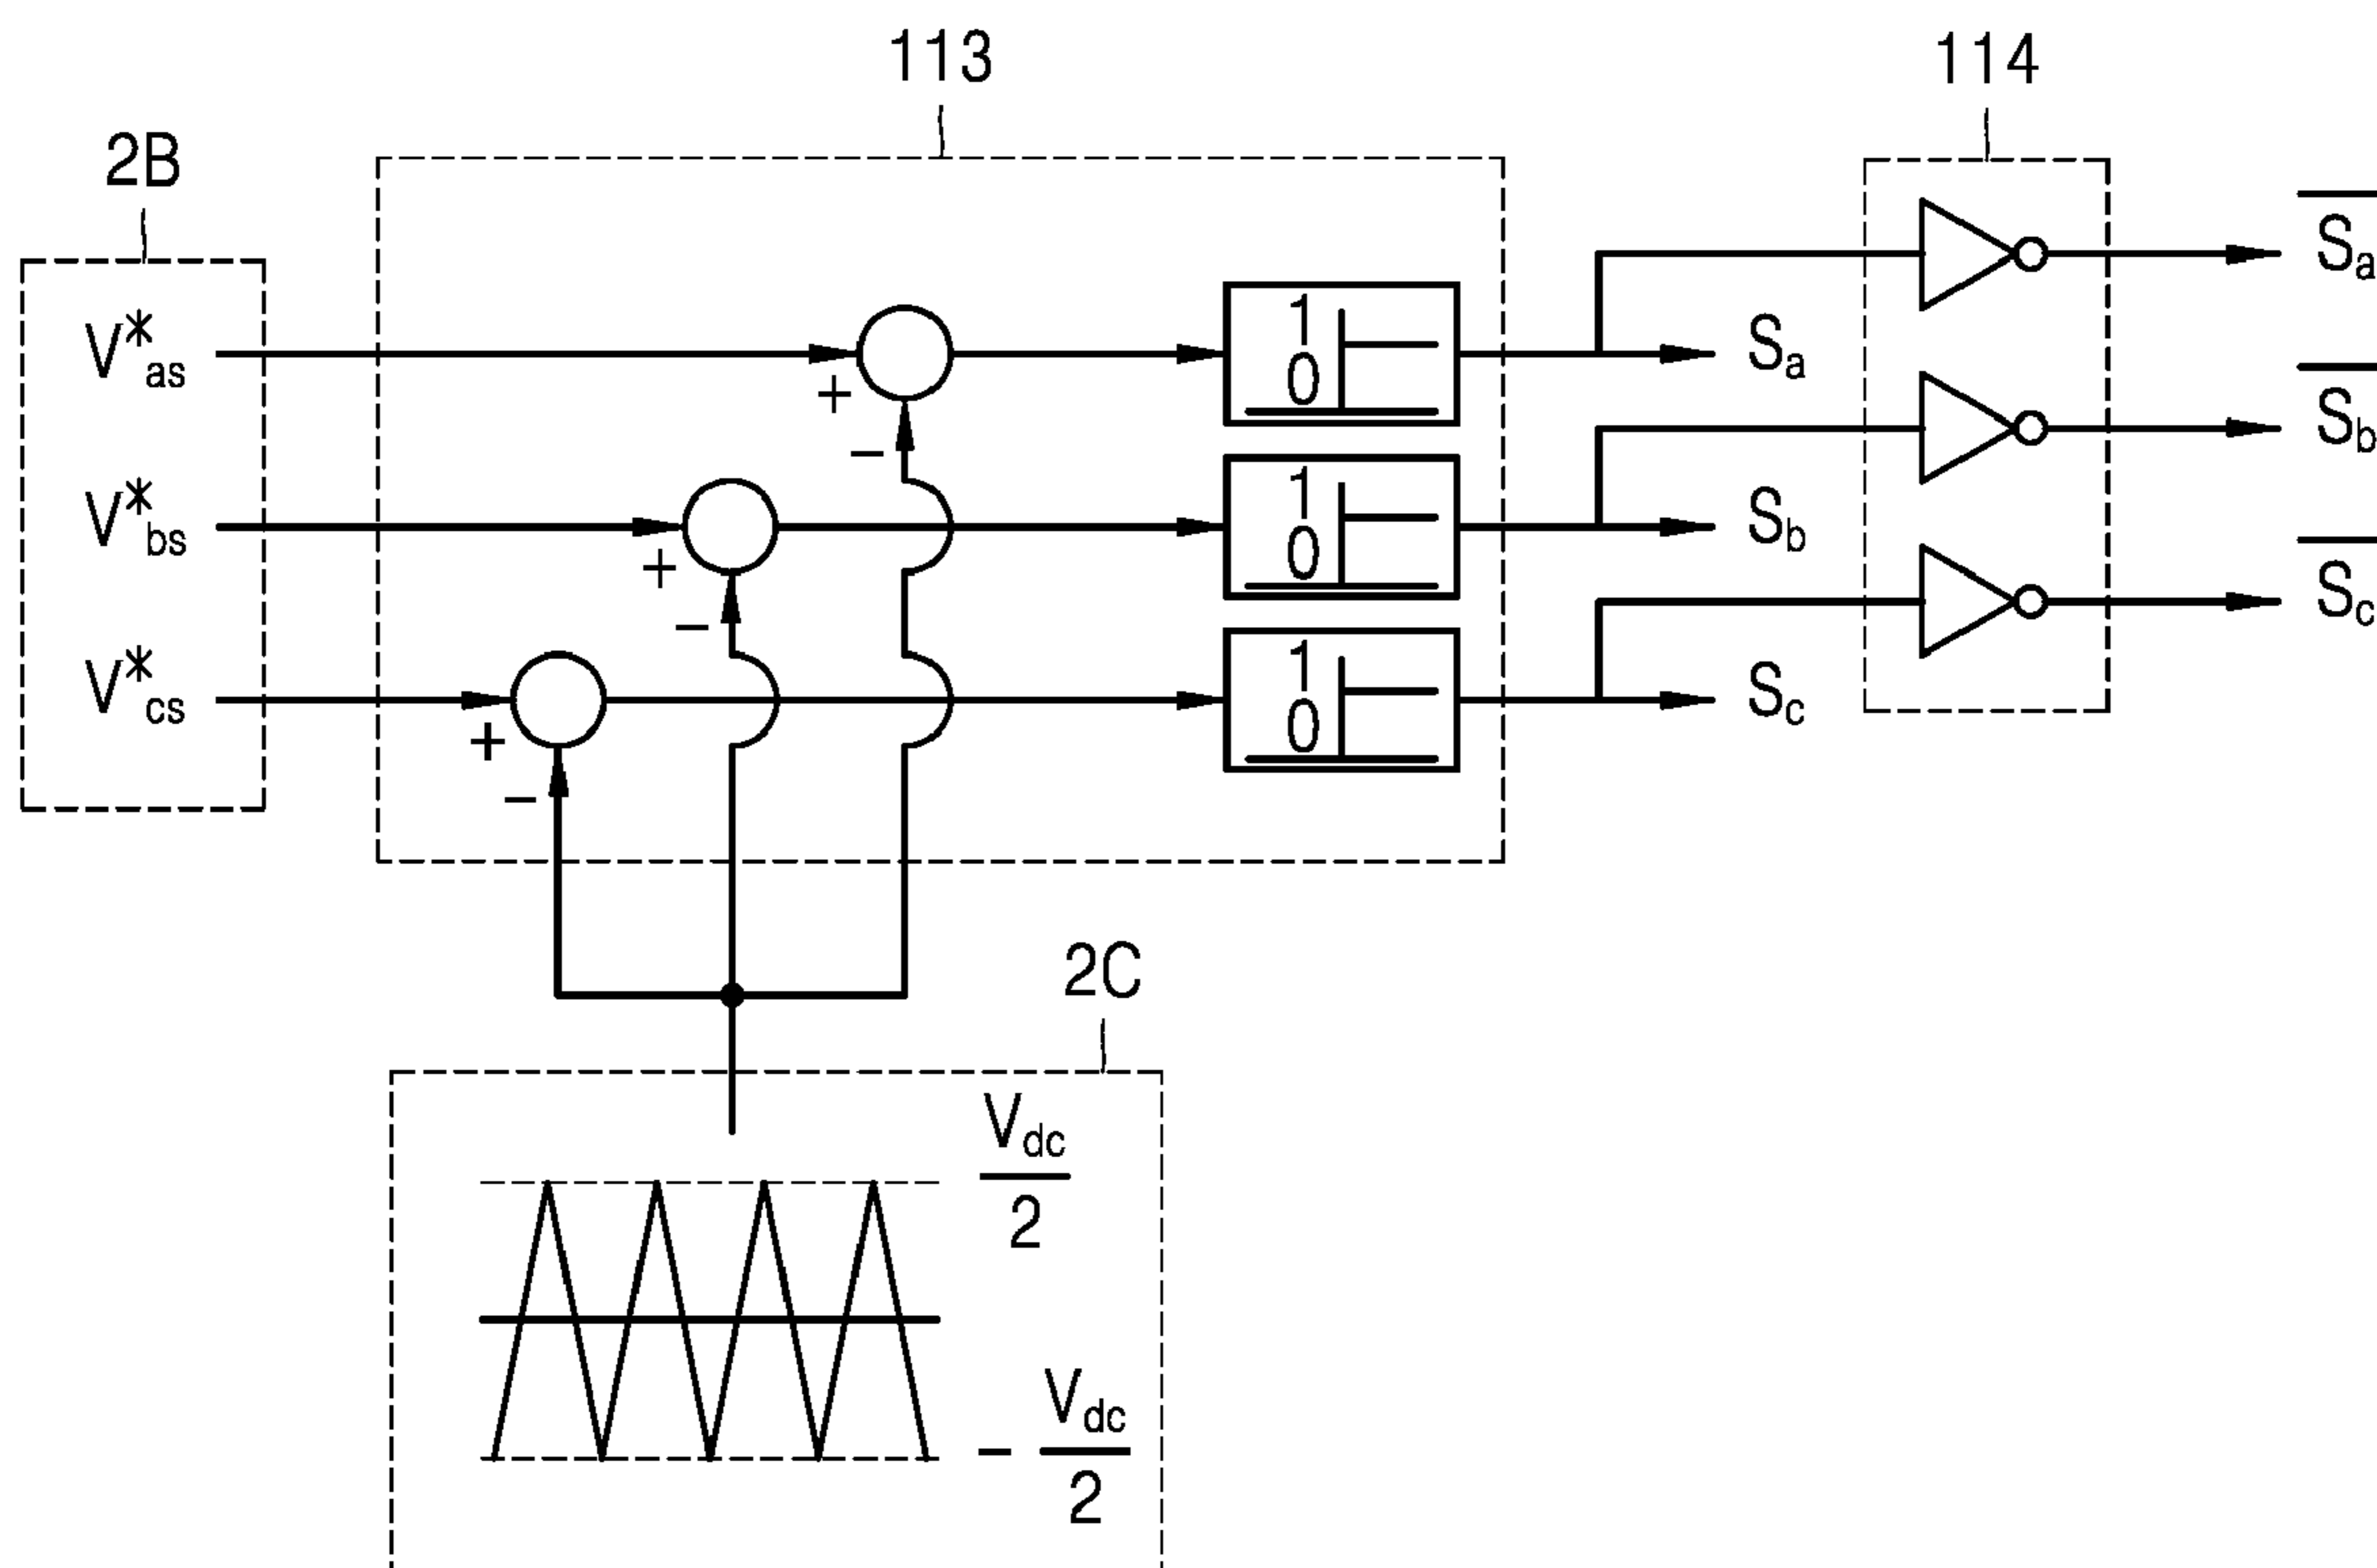 113
114
2B
V*as
+
−
1
0
Sa
S̅a
V*bs
+
−
1
0
Sb
S̅b
V*cs
+
−
1
0
Sc
S̅c
2C
Vdc
2
− Vdc
2